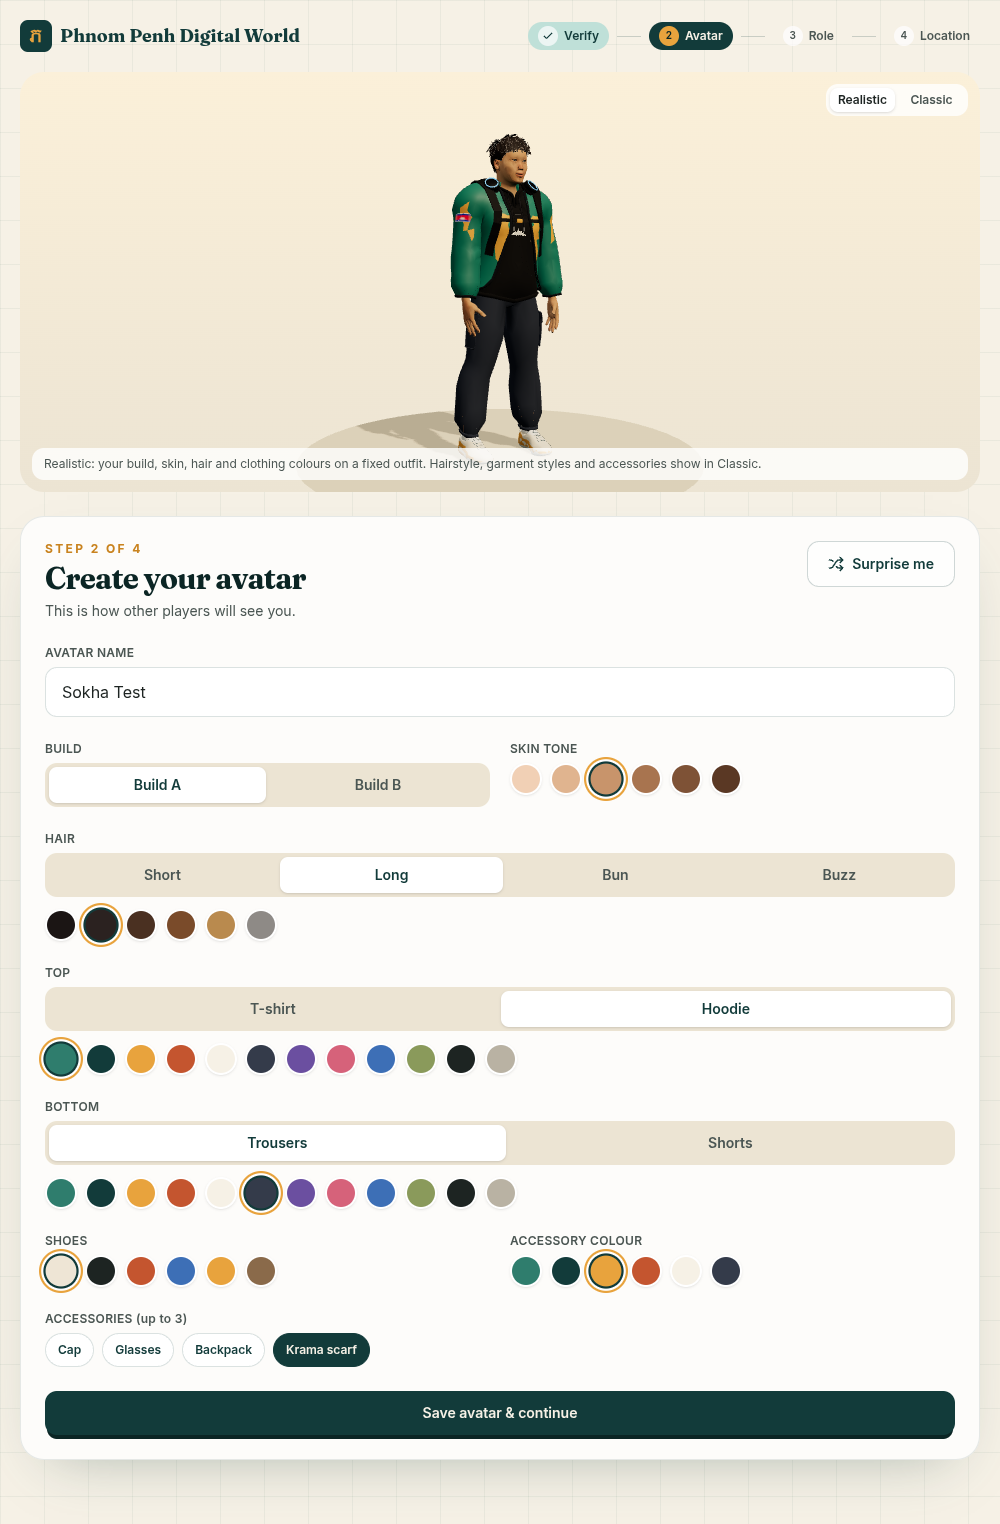 ភ
Phnom Penh Digital World
Verify
2 Avatar
3 Role
4 Location
Realistic
Classic
Realistic: your build, skin, hair and clothing colours on a fixed outfit. Hairstyle, garment styles and accessories show in Classic.
STEP 2 OF 4
Create your avatar
This is how other players will see you.
Surprise me
AVATAR NAME
Sokha Test
BUILD
Build A
Build B
SKIN TONE
HAIR
Short
Long
Bun
Buzz
TOP
T-shirt
Hoodie
BOTTOM
Trousers
Shorts
SHOES
ACCESSORY COLOUR
ACCESSORIES (up to 3)
Cap
Glasses
Backpack
Krama scarf
Save avatar & continue